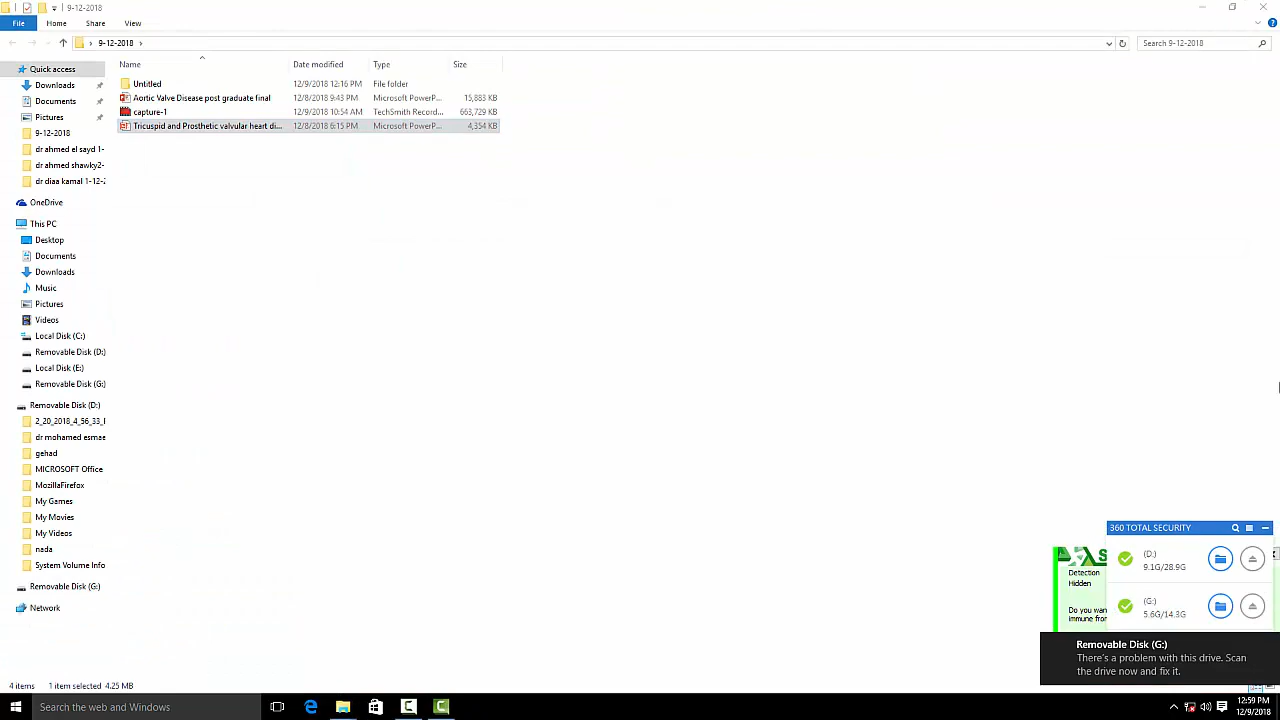 9-12-2018
File Home Share View
9-12-2018
Search 9-12-2018
Name Date modified Type Size
Untitled 12/9/2018 12:16 PM File folder
Aortic Valve Disease post graduate final 12/8/2018 9:43 PM Microsoft PowerP... 15,883 KB
capture-1 12/9/2018 10:54 AM TechSmith Record... 663,729 KB
Tricuspid and Prosthetic valvular heart di... 12/8/2018 6:15 PM Microsoft PowerP... 4,354 KB
Quick access
Downloads
Documents
Pictures
9-12-2018
dr ahmed el sayd 1-
dr ahmed shawky2-
dr diaa kamal 1-12-2
OneDrive
This PC
Desktop
Documents
Downloads
Music
Pictures
Videos
Local Disk (C:)
Removable Disk (D:)
Local Disk (E:)
Removable Disk (G:)
Removable Disk (D:)
2_20_2018_4_56_33_
dr mohamed esmae
gehad
MICROSOFT Office
MozillaFirefox
My Games
My Movies
My Videos
nada
System Volume Info
Removable Disk (G:)
Network
360 TOTAL SECURITY
(D:)
9.1G/28.9G
(G:)
5.6G/14.3G
Detection
Hidden
Do you wan
immune from
Removable Disk (G:)
There's a problem with this drive. Scan
the drive now and fix it.
4 items 1 item selected 4.25 MB
Search the web and Windows
12:59 PM
12/9/2018